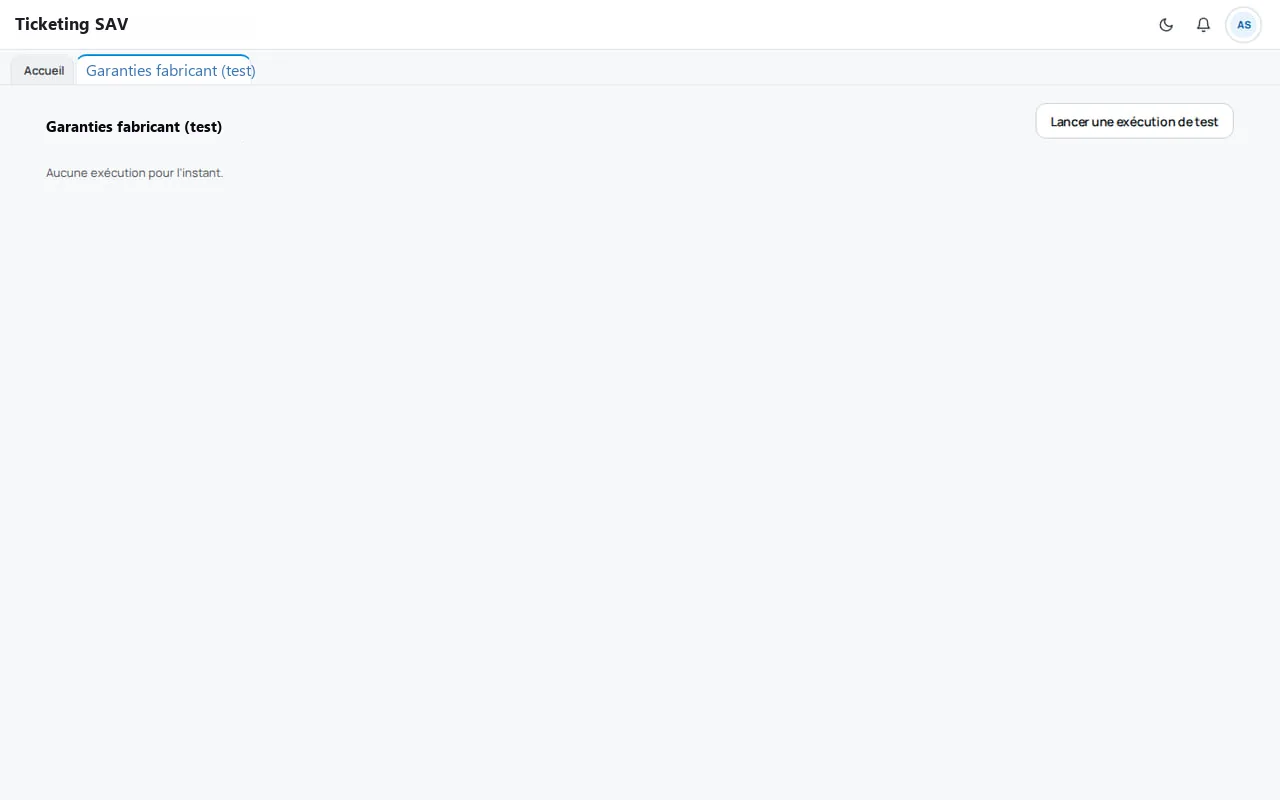 Ticketing SAV
AS
Accueil
Garanties fabricant (test)
Garanties fabricant (test)
Lancer une exécution de test
Aucune exécution pour l'instant.